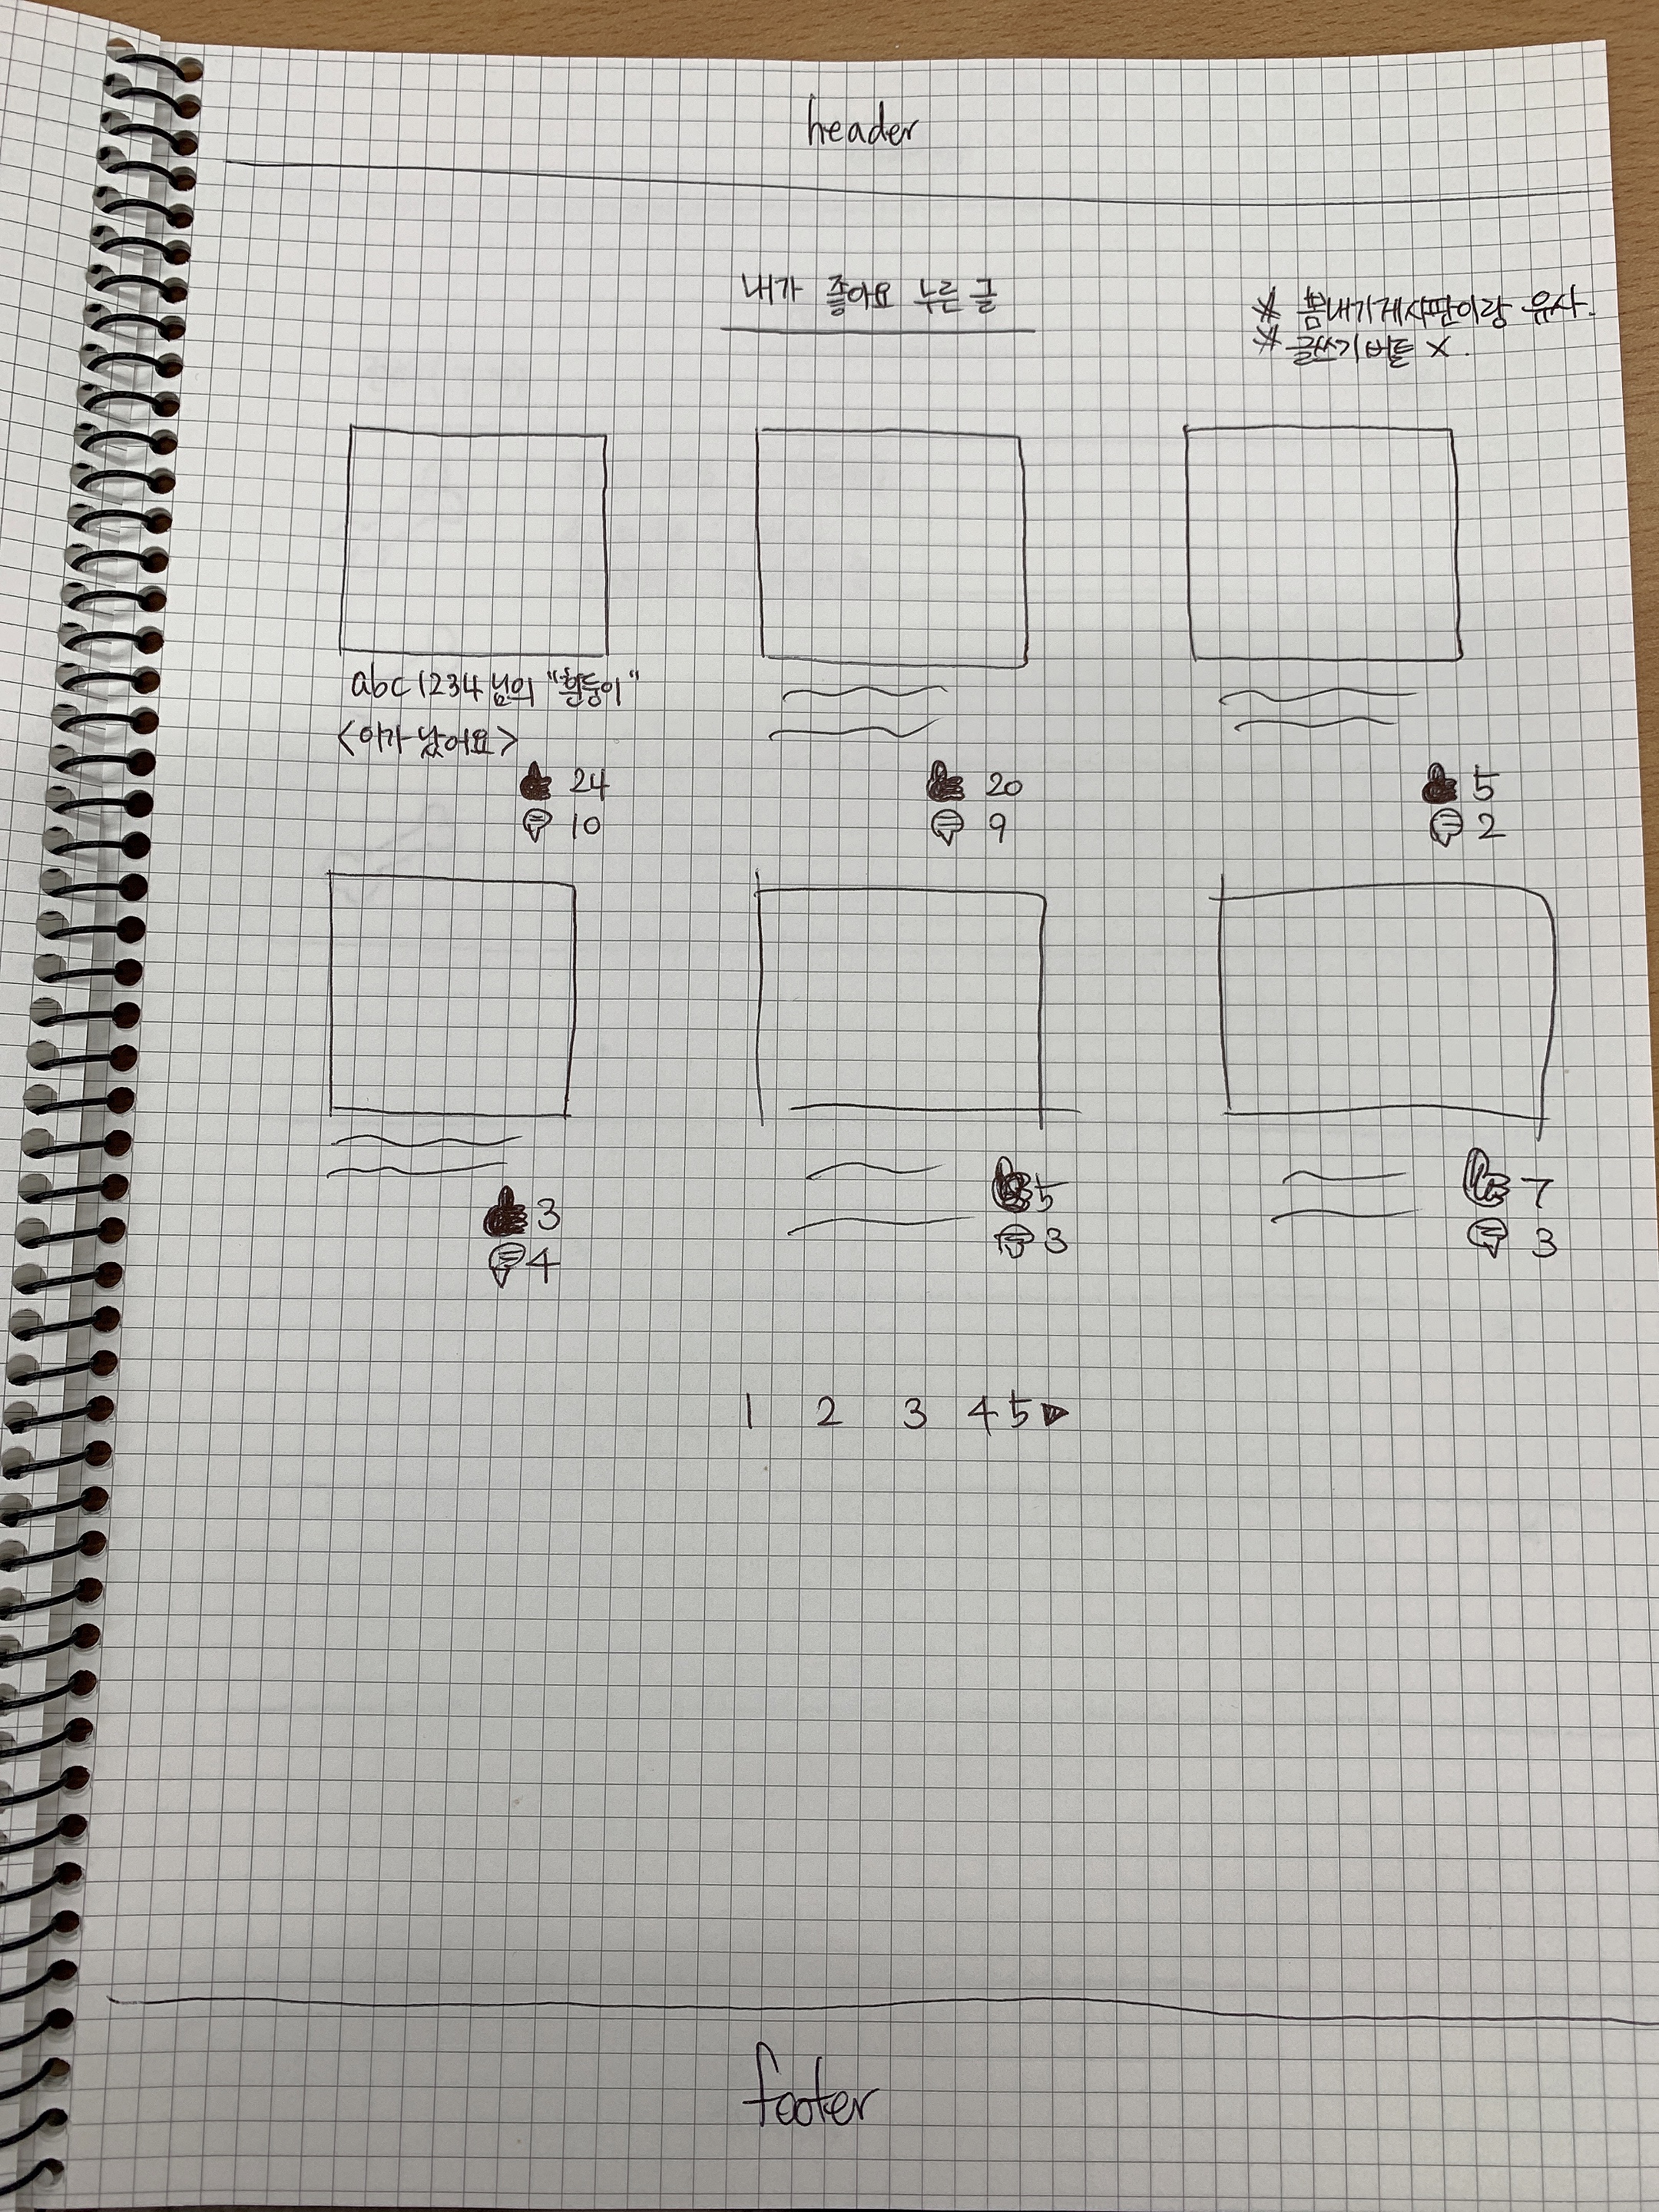 header
내가 좋아요 누른 글
* 뽐내기게시판이랑 유사.
* 글쓰기 버튼 X.
abc1234님의 "흰둥이"
<아가 났어요>
24
10
20
9
5
2
3
4
5
3
7
3
1 2 3 4 5
footer